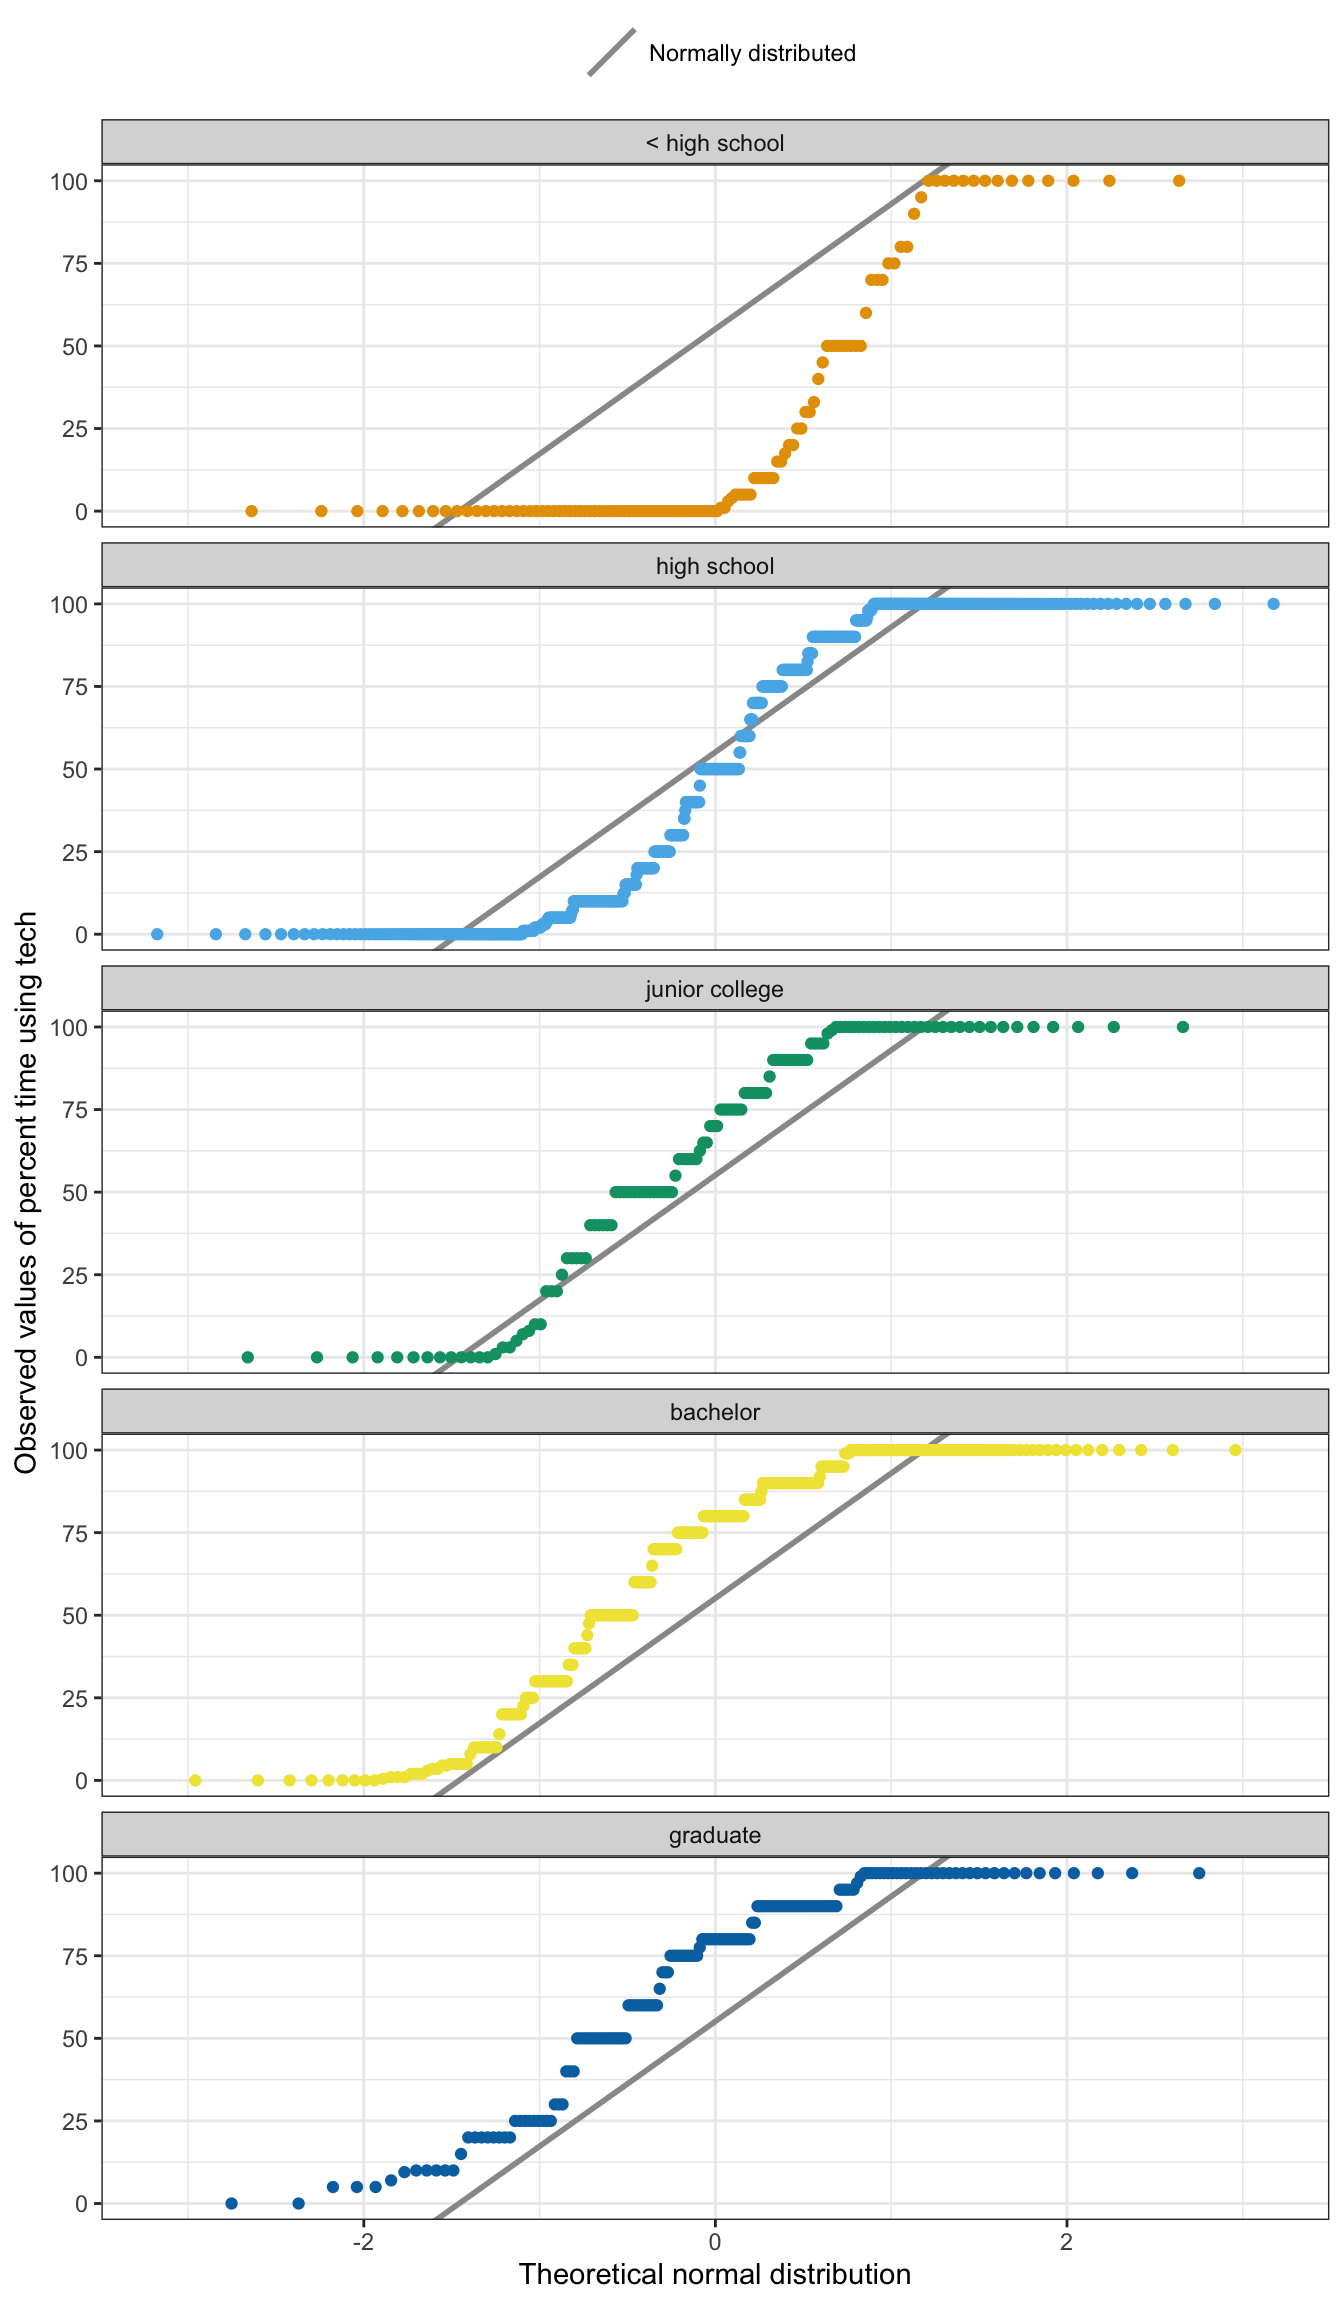 Normally distributed
< high school
100
75
50
25
0
high school
100
75
50
25
0
junior college
100
75
50
25
0
bachelor
100
75
50
25
0
graduate
100
75
50
25
0
-2 0 2
Theoretical normal distribution
Observed values of percent time using tech